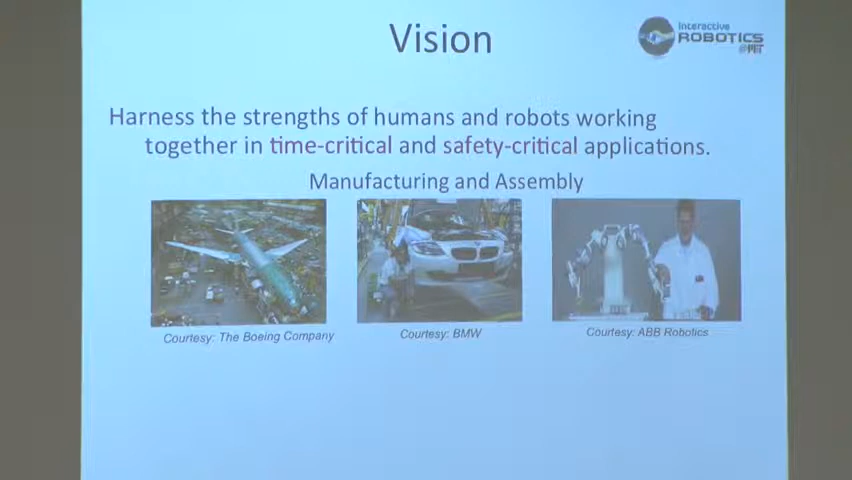 Vision
Interactive
ROBOTICS
@MIT
Harness the strengths of humans and robots working
together in time-critical and safety-critical applications.
Manufacturing and Assembly
Courtesy: The Boeing Company
Courtesy: BMW
Courtesy: ABB Robotics